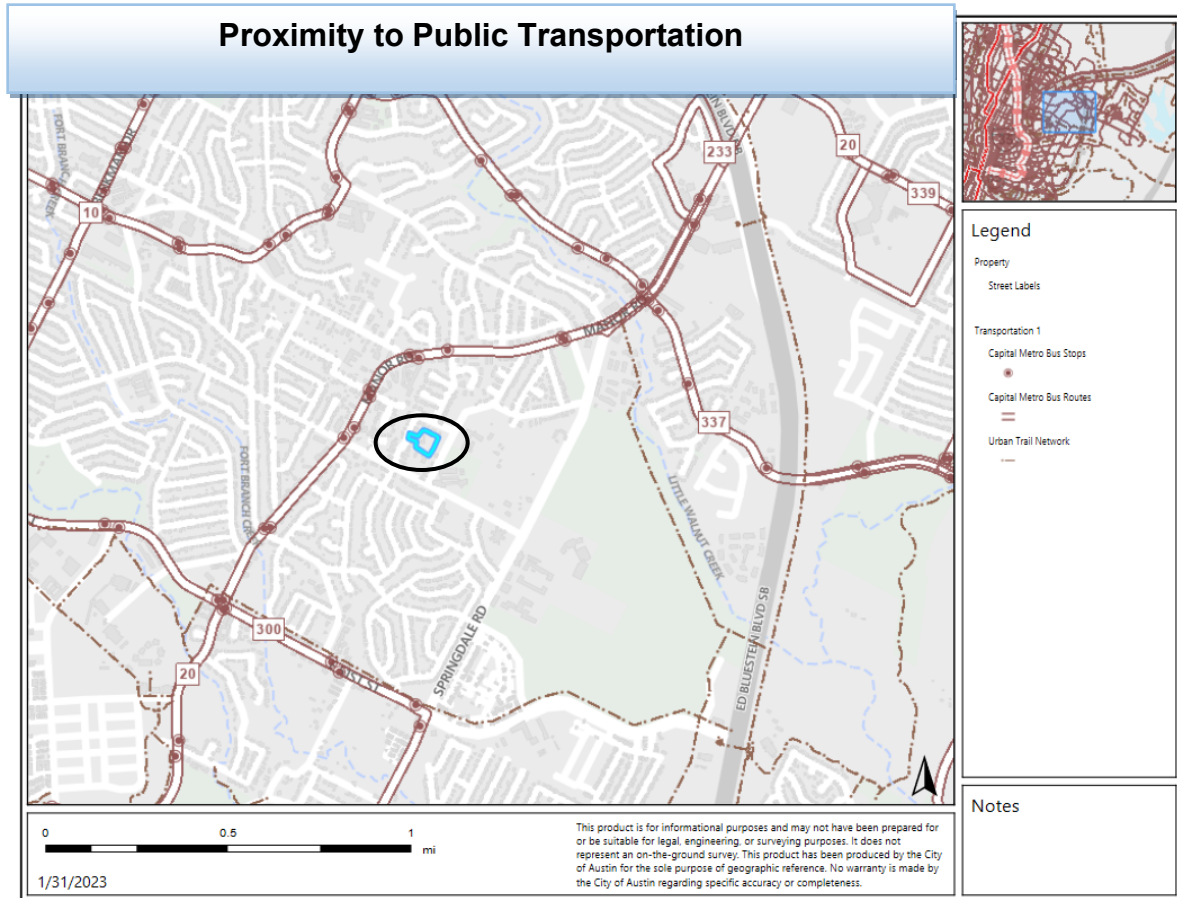 Proximity to Public Transportation
FORT BRANCH CREEK
10
233
20
339
MANOR RD
MANOR RD
337
FORT BRANCH CREEK
LITTLE WALNUT CREEK
300
20
SPRINGDALE RD
ED BLUESTEIN BLVD SB
Legend
Property
Street Labels
Transportation 1
Capital Metro Bus Stops
Capital Metro Bus Routes
Urban Trail Network
Notes
0 0.5 1
mi
1/31/2023
This product is for informational purposes and may not have been prepared for
or be suitable for legal, engineering, or surveying purposes. It does not
represent an on-the-ground survey. This product has been produced by the City
of Austin for the sole purpose of geographic reference. No warranty is made by
the City of Austin regarding specific accuracy or completeness.